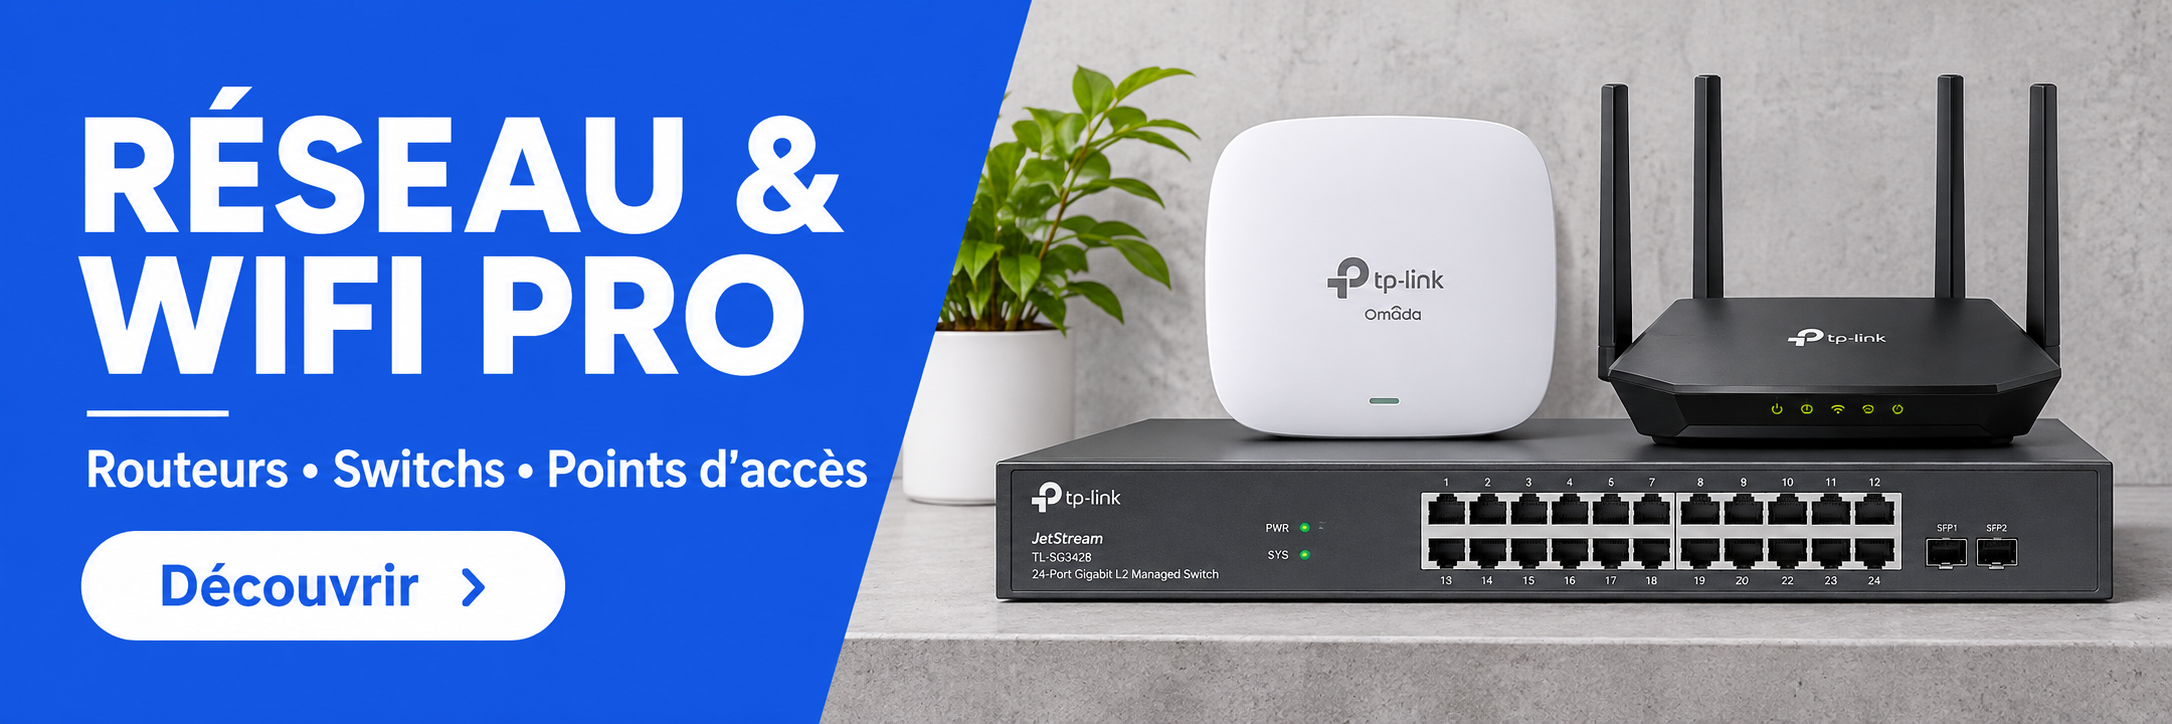 RÉSEAU &
WIFI PRO
Routeurs • Switchs • Points d'accès
Découvrir
tp-link
Omada
tp-link
tp-link
JetStream
TL-SG3428
24-Port Gigabit L2 Managed Switch
PWR
SYS
1 2 3 4 5 7 8 9 10 11 12
13 14 15 16 17 18 19 20 22 23 24
SFP1 SFP2